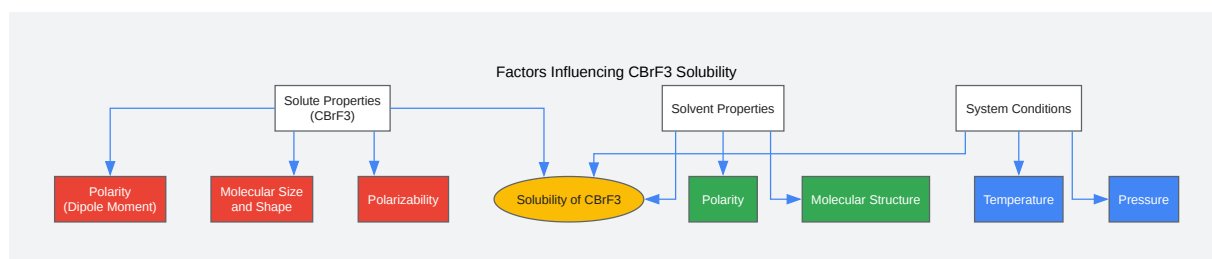 Factors Influencing CBrF3 Solubility
Solute Properties
(CBrF3)
Solvent Properties
System Conditions
Polarity
(Dipole Moment)
Molecular Size
and Shape
Polarizability
Solubility of CBrF3
Polarity
Molecular Structure
Temperature
Pressure